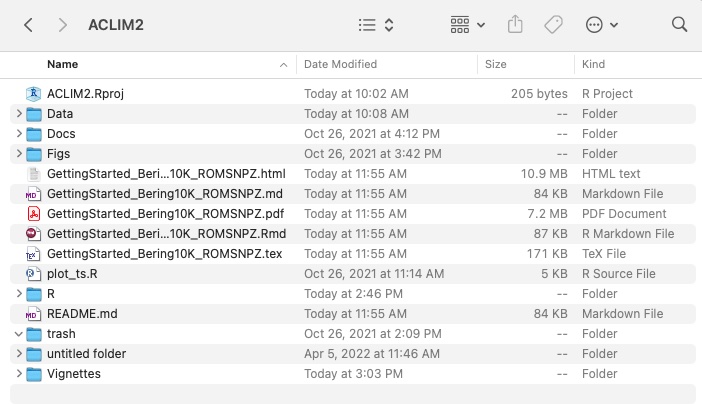 ACLIM2
Name Date Modified Size Kind
ACLIM2.Rproj Today at 10:02 AM 205 bytes R Project
Data Today at 10:08 AM -- Folder
Docs Oct 26, 2021 at 4:12 PM -- Folder
Figs Oct 26, 2021 at 3:42 PM -- Folder
GettingStarted_Beri...10K_ROMSNPZ.html Today at 11:55 AM 10.9 MB HTML text
GettingStarted_Bering10K_ROMSNPZ.md Today at 11:55 AM 84 KB Markdown File
GettingStarted_Bering10K_ROMSNPZ.pdf Today at 11:55 AM 7.2 MB PDF Document
GettingStarted_Beri...10K_ROMSNPZ.Rmd Today at 11:55 AM 87 KB R Markdown File
GettingStarted_Bering10K_ROMSNPZ.tex Today at 11:55 AM 171 KB TeX File
plot_ts.R Oct 26, 2021 at 11:14 AM 5 KB R Source File
R Today at 2:46 PM -- Folder
README.md Today at 11:55 AM 84 KB Markdown File
trash Oct 26, 2021 at 2:09 PM -- Folder
untitled folder Apr 5, 2022 at 11:46 AM -- Folder
Vignettes Today at 3:03 PM -- Folder